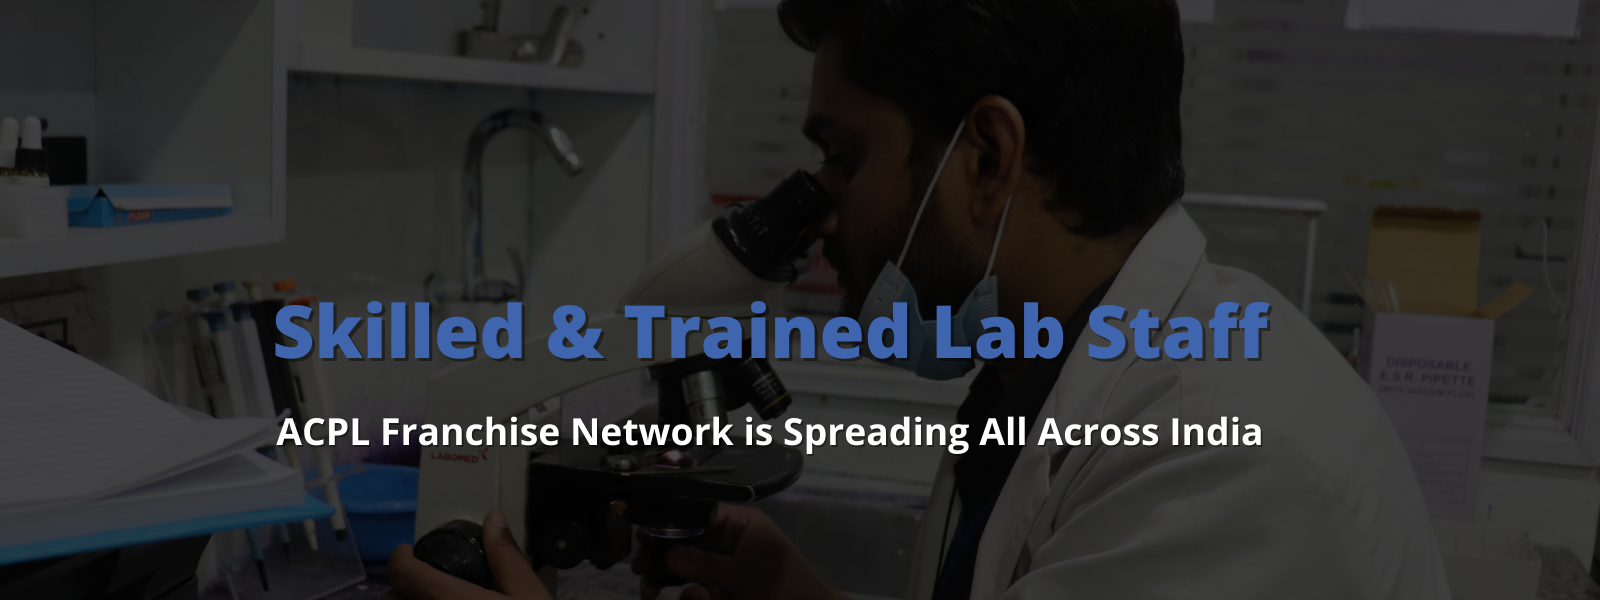 Skilled & Trained Lab Staff
ACPL Franchise Network is Spreading All Across India
LABOMED
DISPOSABLE
E.S.R. PIPETTE